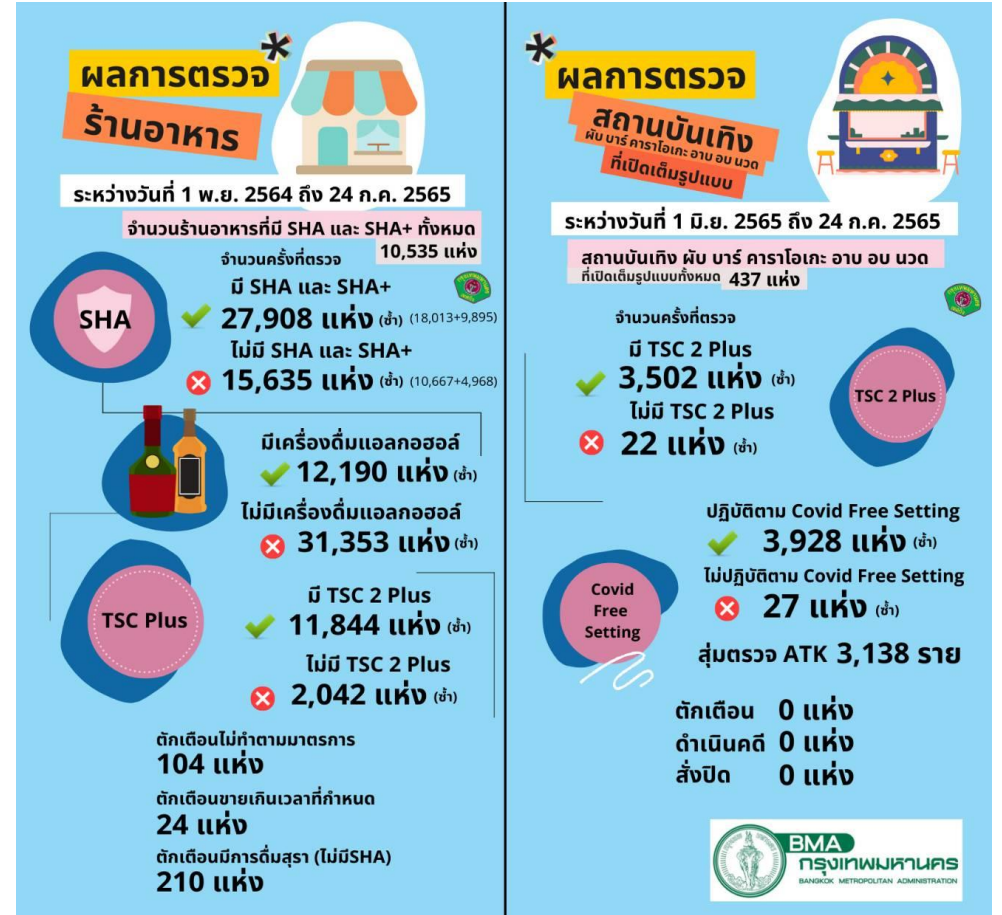 ผลการตรวจ
ร้านอาหาร
ระหว่างวันที่ 1 พ.ย. 2564 ถึง 24 ก.ค. 2565
จำนวนร้านอาหารที่มี SHA และ SHA+ ทั้งหมด
10,535 แห่ง
จำนวนครั้งที่ตรวจ
มี SHA และ SHA+
SHA
27,908 แห่ง (ซ้ำ) (18,013+9,895)
ไม่มี SHA และ SHA+
15,635 แห่ง (ซ้ำ) (10,667+4,968)
มีเครื่องดื่มแอลกอฮอล์
12,190 แห่ง (ซ้ำ)
ไม่มีเครื่องดื่มแอลกอฮอล์
31,353 แห่ง (ซ้ำ)
TSC Plus
มี TSC 2 Plus
11,844 แห่ง (ซ้ำ)
ไม่มี TSC 2 Plus
2,042 แห่ง (ซ้ำ)
ตักเตือนไม่ทำตามมาตรการ
104 แห่ง
ตักเตือนขายเกินเวลาที่กำหนด
24 แห่ง
ตักเตือนมีการดื่มสุรา (ไม่มีSHA)
210 แห่ง
ผลการตรวจ
สถานบันเทิง
ผับ บาร์ คาราโอเกะ อาบ อบ นวด
ที่เปิดเต็มรูปแบบ
ระหว่างวันที่ 1 มิ.ย. 2565 ถึง 24 ก.ค. 2565
สถานบันเทิง ผับ บาร์ คาราโอเกะ อาบ อบ นวด
ที่เปิดเต็มรูปแบบทั้งหมด 437 แห่ง
จำนวนครั้งที่ตรวจ
มี TSC 2 Plus
3,502 แห่ง (ซ้ำ)
ไม่มี TSC 2 Plus
22 แห่ง (ซ้ำ)
TSC 2 Plus
ปฏิบัติตาม Covid Free Setting
3,928 แห่ง (ซ้ำ)
ไม่ปฏิบัติตาม Covid Free Setting
27 แห่ง (ซ้ำ)
Covid
Free
Setting
สุ่มตรวจ ATK 3,138 ราย
ตักเตือน 0 แห่ง
ดำเนินคดี 0 แห่ง
สั่งปิด 0 แห่ง
BMA
กรุงเทพมหานคร
BANGKOK METROPOLITAN ADMINISTRATION